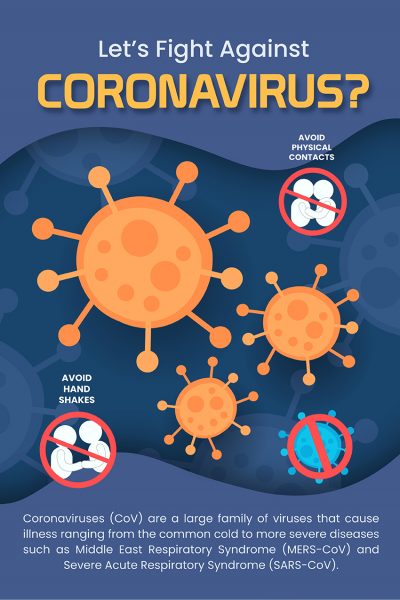 Let's Fight Against
CORONAVIRUS?
AVOID
PHYSICAL
CONTACTS
AVOID
HAND
SHAKES
Coronaviruses (CoV) are a large family of viruses that cause
illness ranging from the common cold to more severe diseases
such as Middle East Respiratory Syndrome (MERS-CoV) and
Severe Acute Respiratory Syndrome (SARS-CoV).